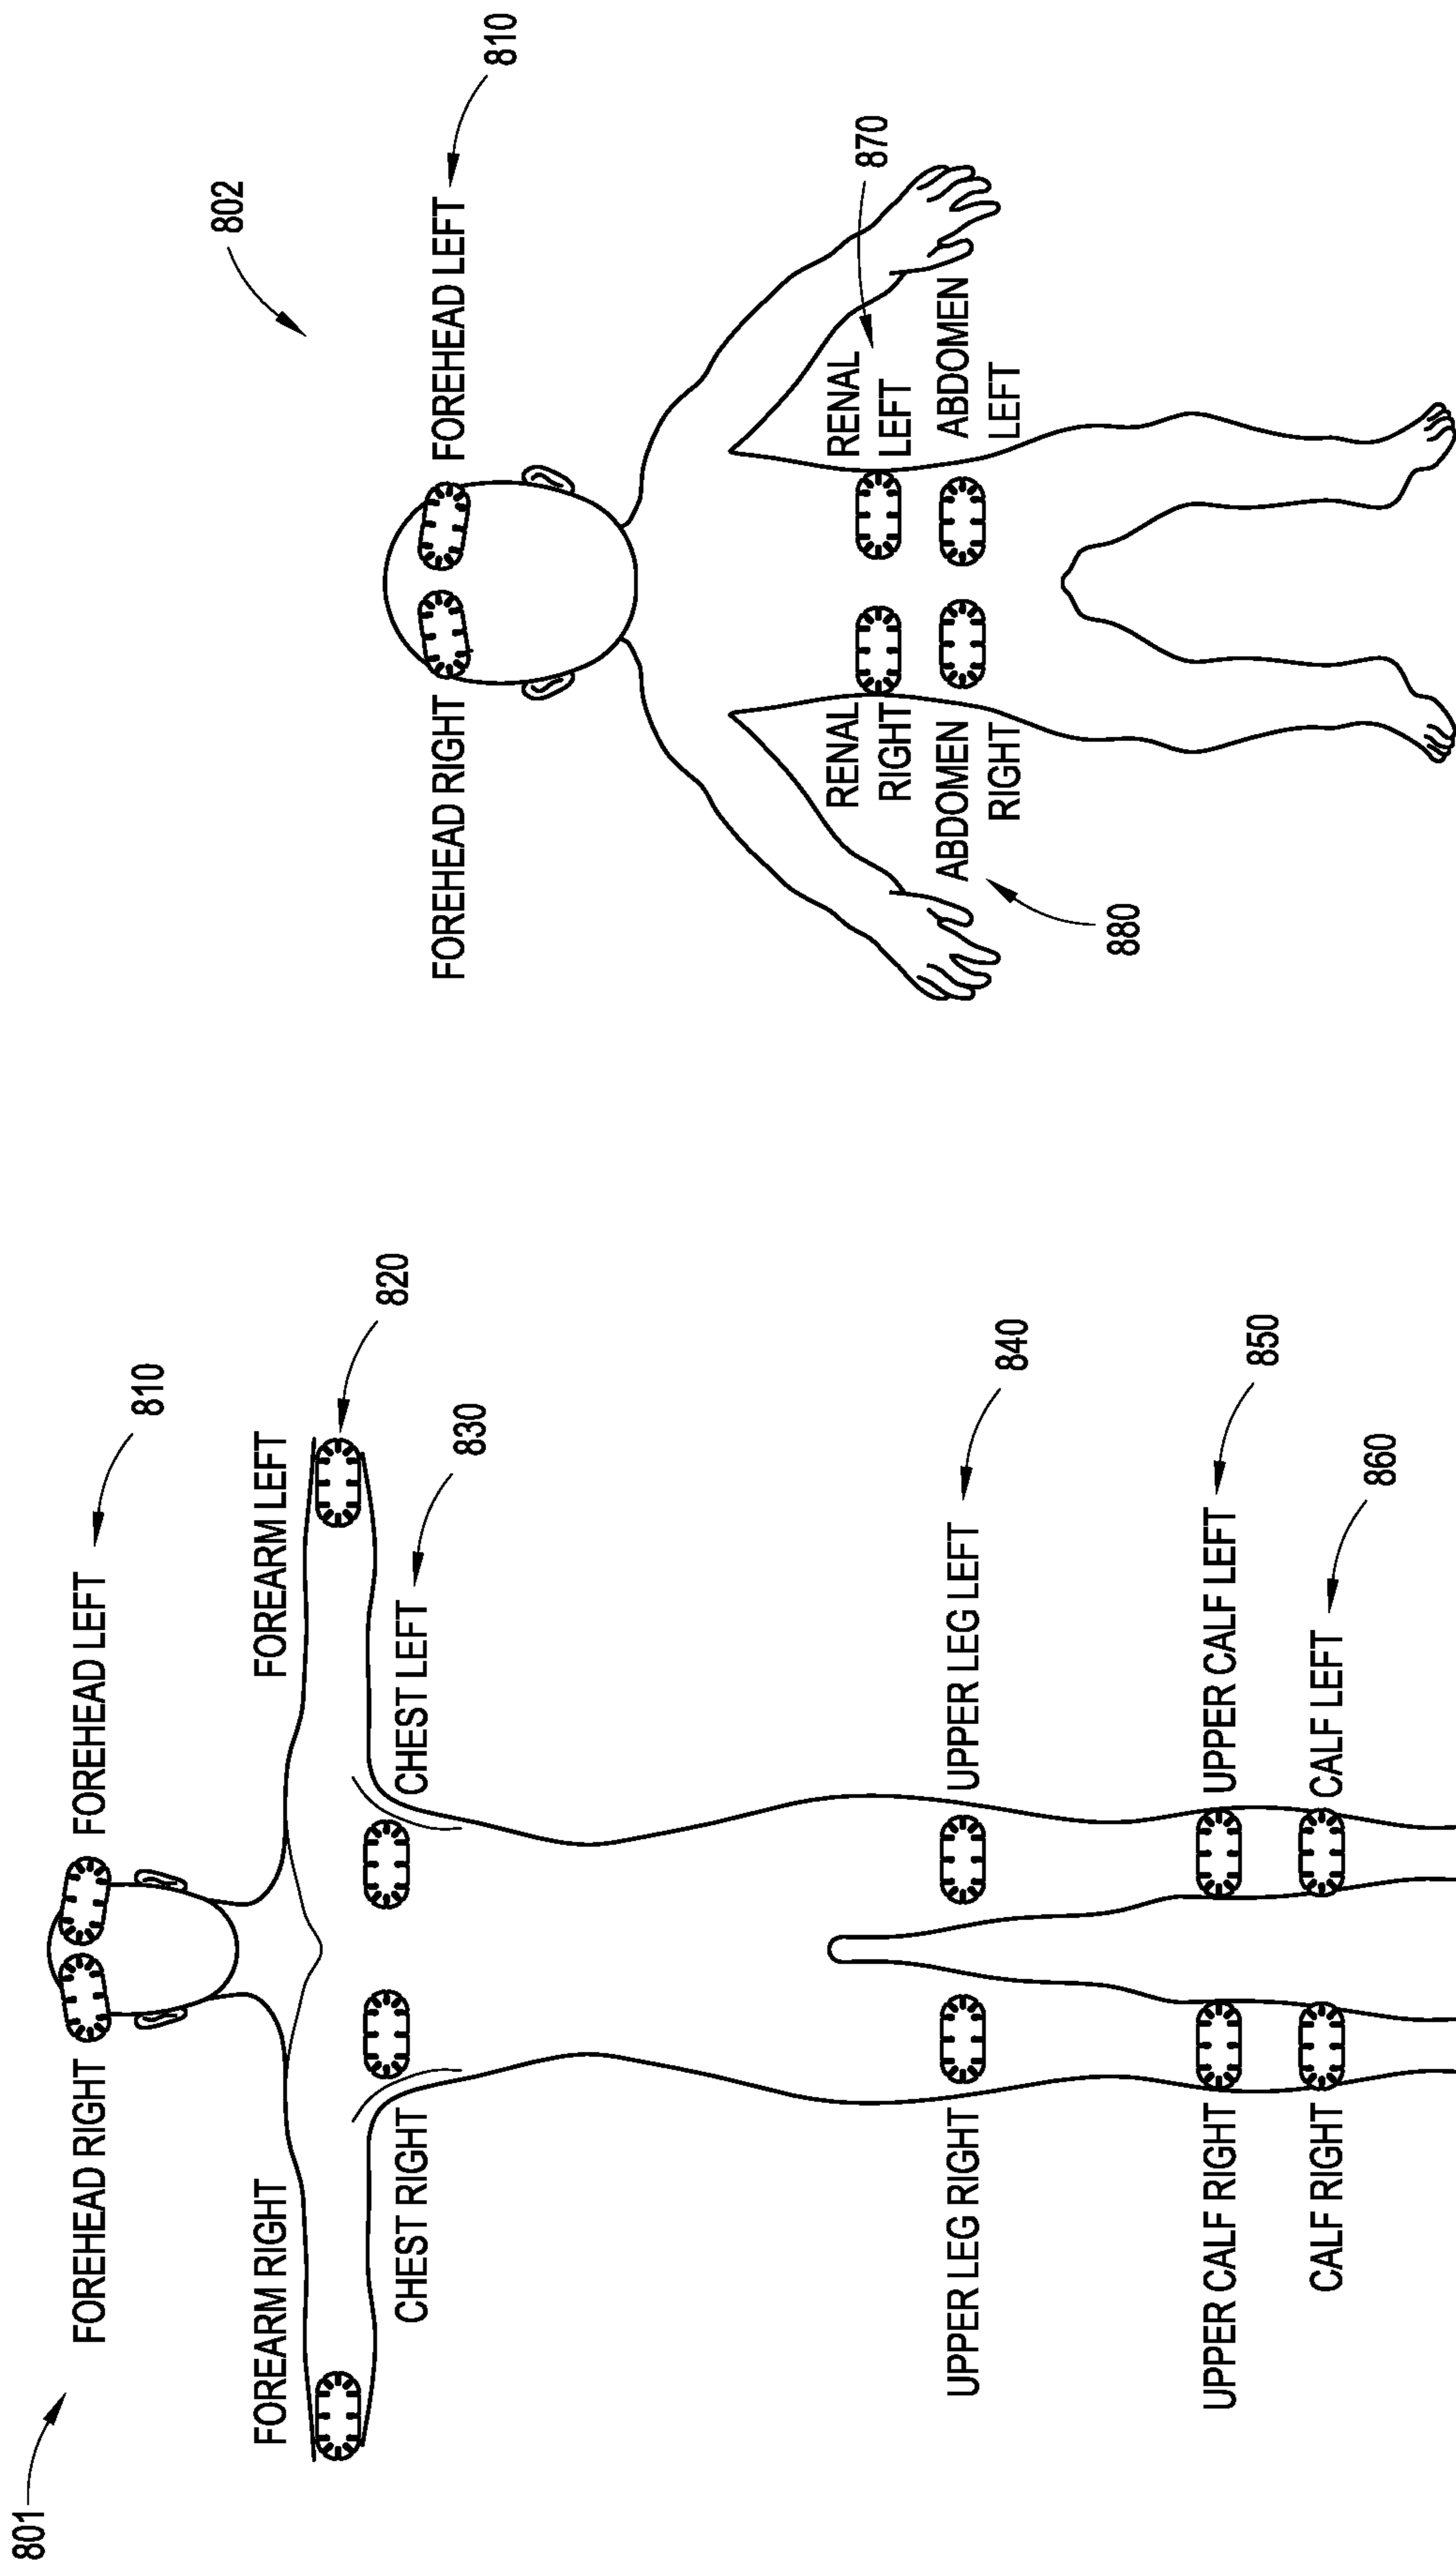 801
FOREHEAD RIGHT
FOREHEAD LEFT
810
FOREARM RIGHT
FOREARM LEFT
820
CHEST RIGHT
CHEST LEFT
830
UPPER LEG RIGHT
UPPER LEG LEFT
840
UPPER CALF RIGHT
UPPER CALF LEFT
850
CALF RIGHT
CALF LEFT
860
802
FOREHEAD RIGHT
FOREHEAD LEFT
810
RENAL
RIGHT
RENAL
LEFT
870
ABDOMEN
RIGHT
ABDOMEN
LEFT
880